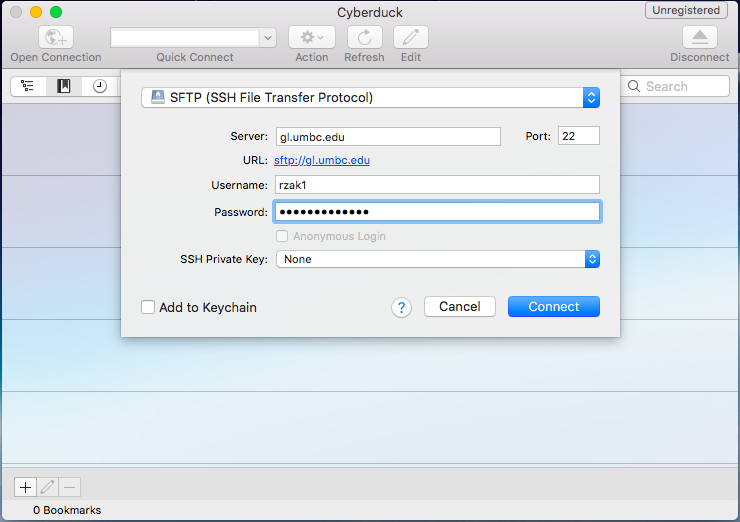 Cyberduck
Unregistered
Open Connection
Quick Connect
Action
Refresh
Edit
Disconnect
Search
SFTP (SSH File Transfer Protocol)
Server: gl.umbc.edu Port: 22
URL: sftp://gl.umbc.edu
Username: rzak1
Password: •••••••••••••
Anonymous Login
SSH Private Key: None
Add to Keychain ? Cancel Connect
0 Bookmarks